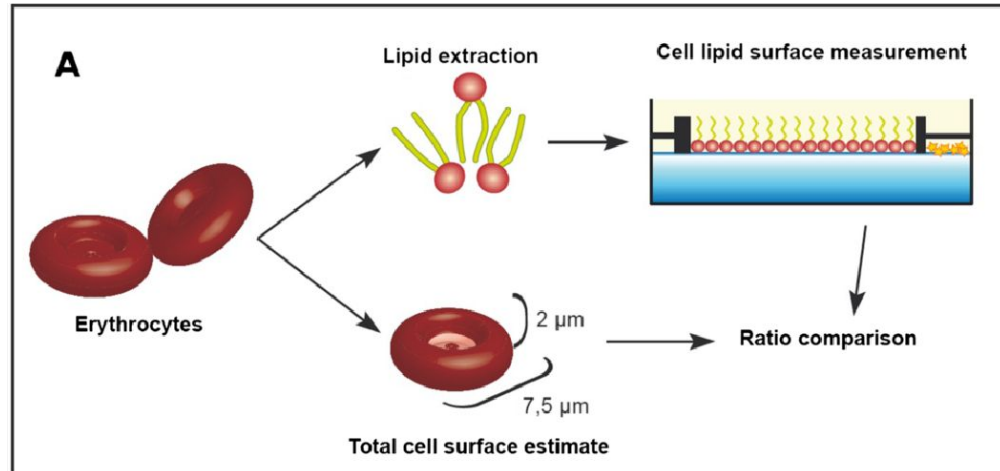 A
Lipid extraction
Cell lipid surface measurement
Erythrocytes
2 µm
7,5 µm
Ratio comparison
Total cell surface estimate